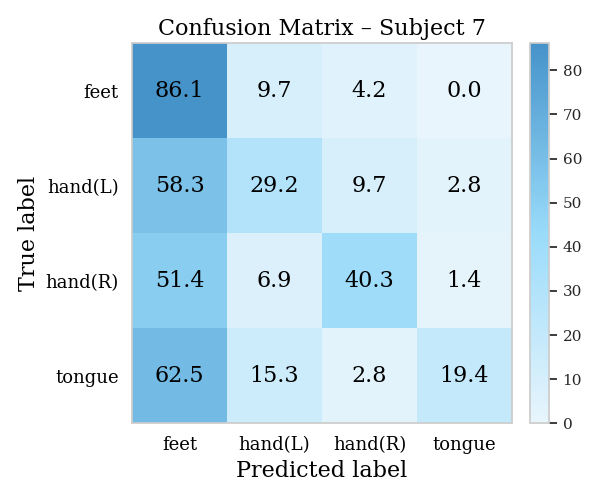 Confusion Matrix – Subject 7
feet 86.1 9.7 4.2 0.0
hand(L) 58.3 29.2 9.7 2.8
hand(R) 51.4 6.9 40.3 1.4
tongue 62.5 15.3 2.8 19.4
feet hand(L) hand(R) tongue
Predicted label
True label
80
70
60
50
40
30
20
10
0